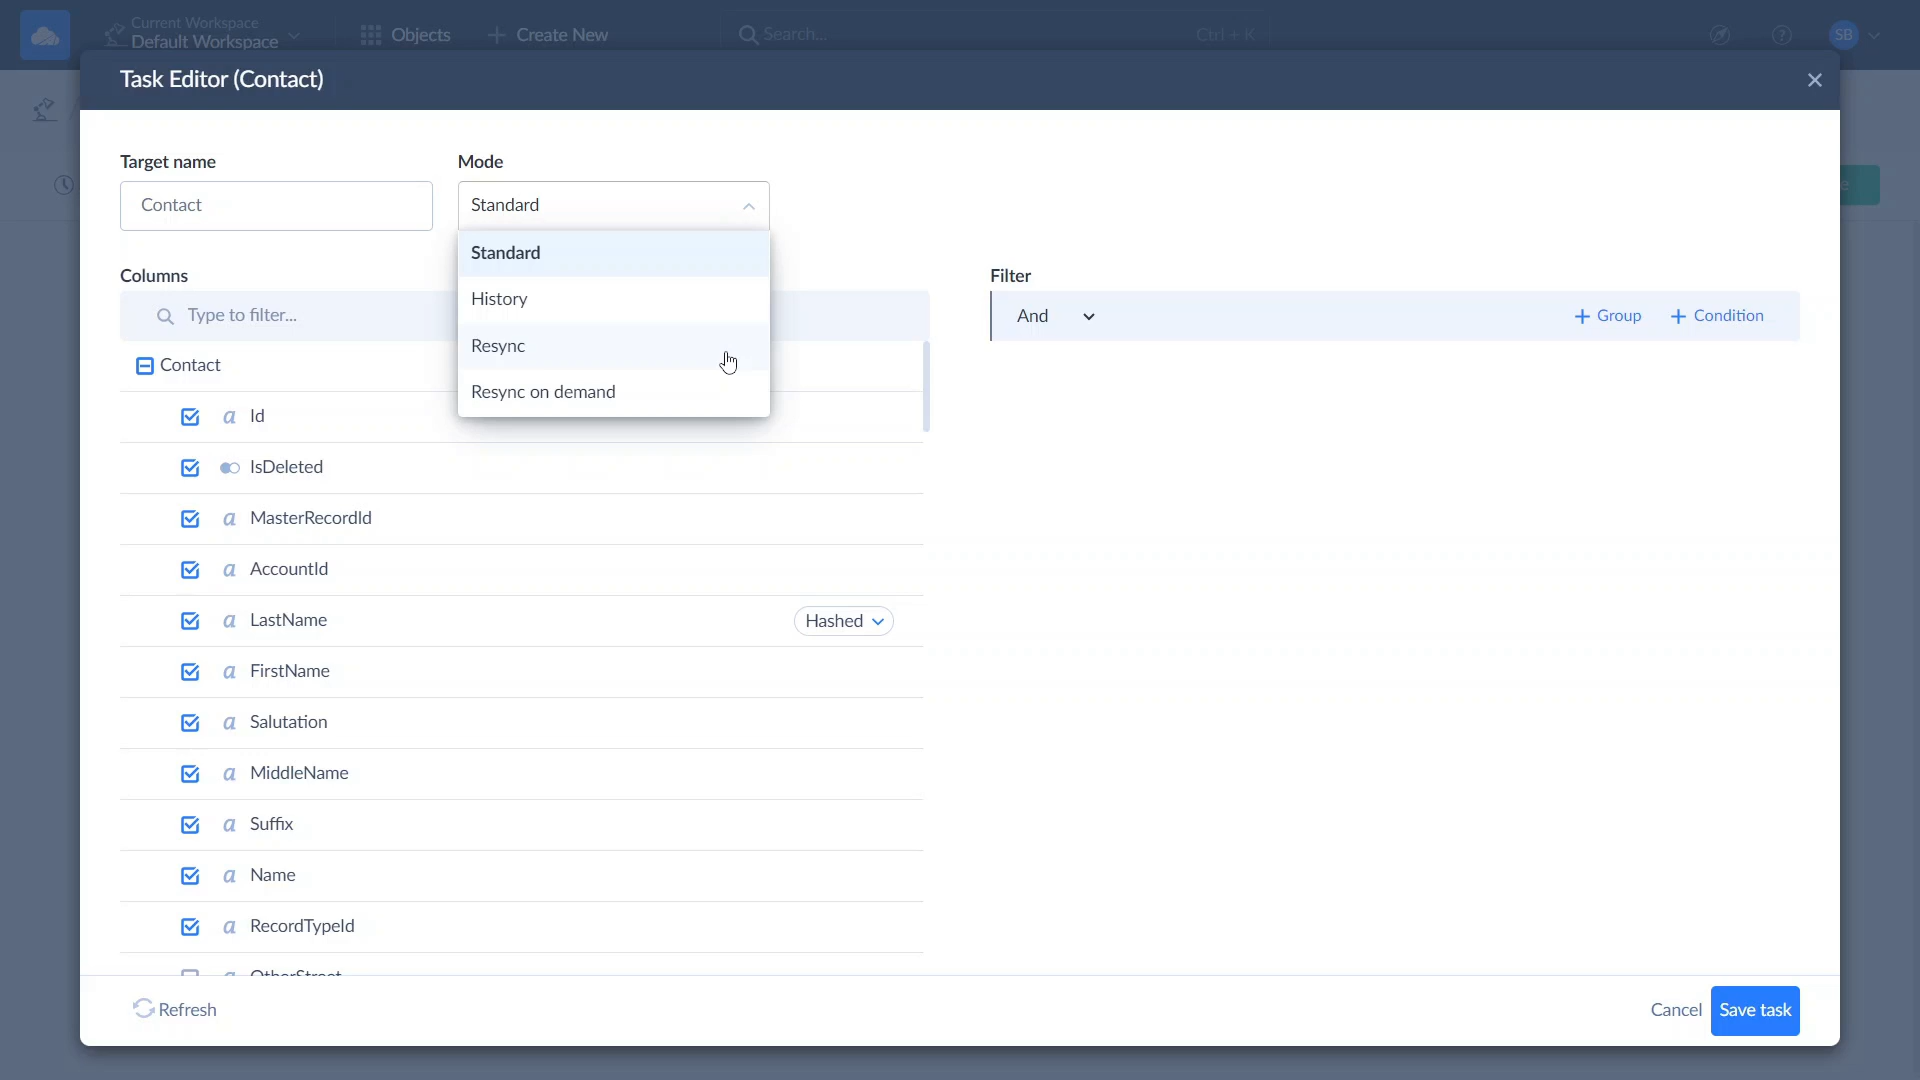 Current Workspace
Default Workspace
Objects
Create New
Search...
Ctrl + K
SB
Task Editor (Contact)
Target name
Mode
Contact
Standard
Standard
History
Resync
Resync on demand
Columns
Type to filter...
Filter
And
Group
Condition
Contact
a Id
IsDeleted
a MasterRecordId
a AccountId
a LastName
Hashed
a FirstName
a Salutation
a MiddleName
a Suffix
a Name
a RecordTypeId
a OtherStreet
Refresh
Cancel
Save task